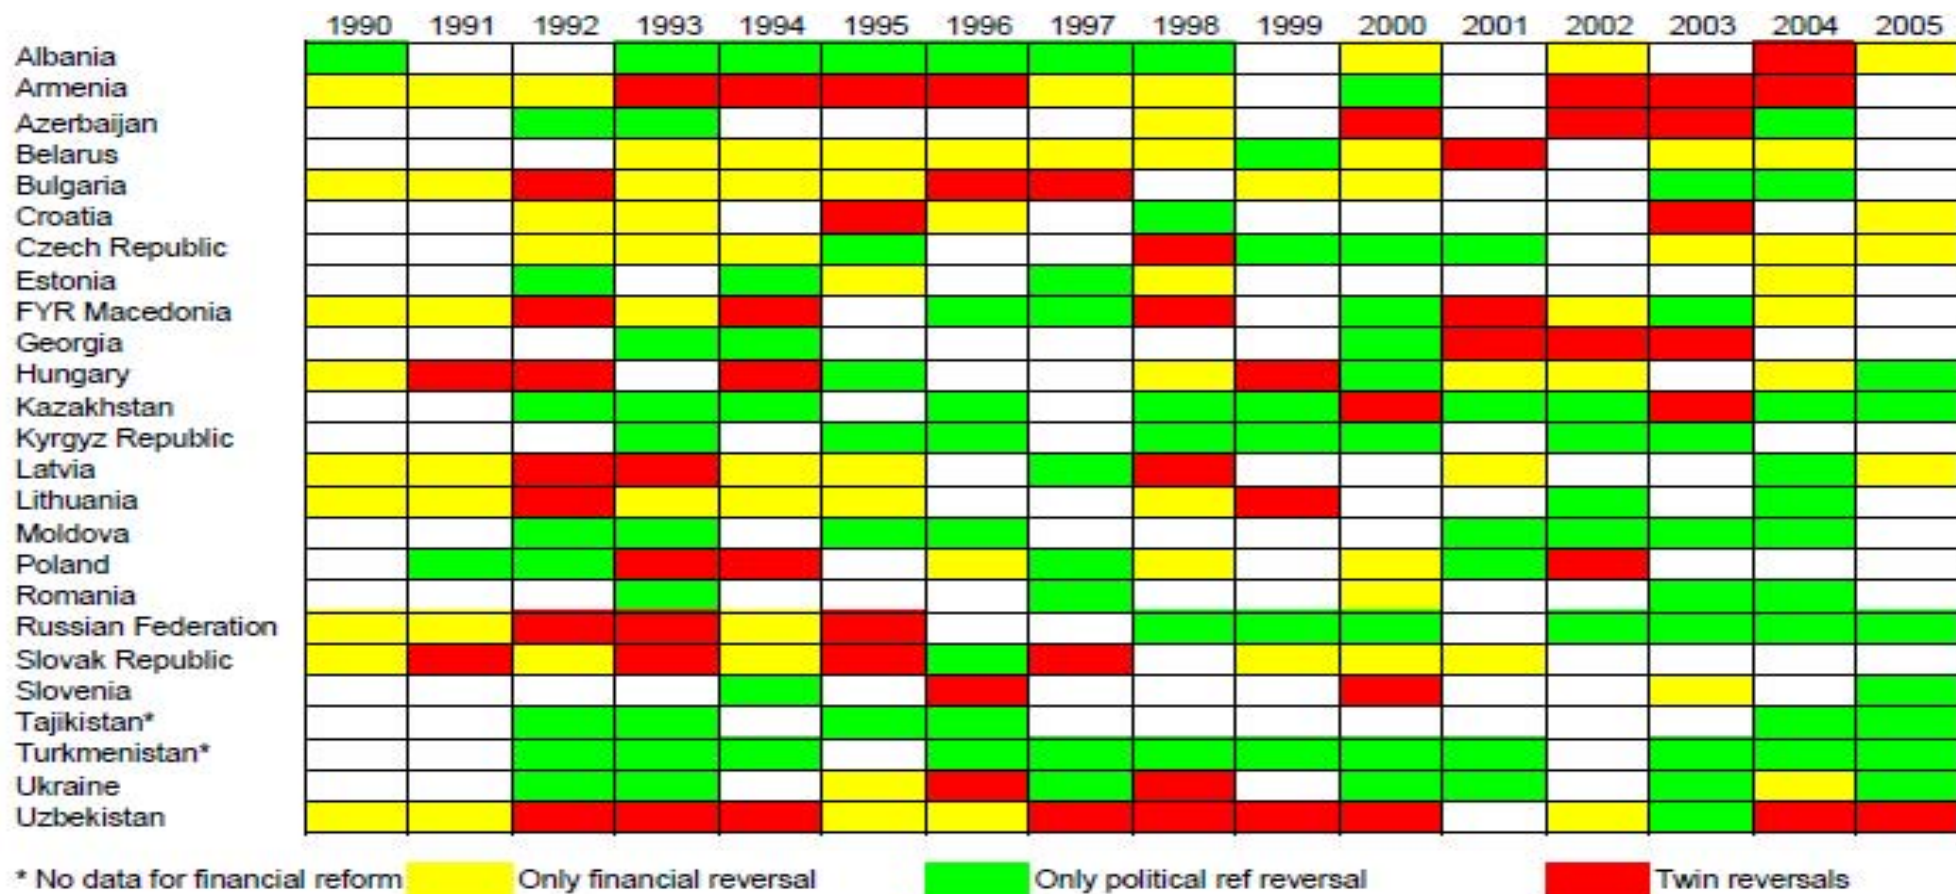 1990 1991 1992 1993 1994 1995 1996 1997 1998 1999 2000 2001 2002 2003 2004 2005
Albania
Armenia
Azerbaijan
Belarus
Bulgaria
Croatia
Czech Republic
Estonia
FYR Macedonia
Georgia
Hungary
Kazakhstan
Kyrgyz Republic
Latvia
Lithuania
Moldova
Poland
Romania
Russian Federation
Slovak Republic
Slovenia
Tajikistan*
Turkmenistan*
Ukraine
Uzbekistan
* No data for financial reform Only financial reversal Only political ref reversal Twin reversals